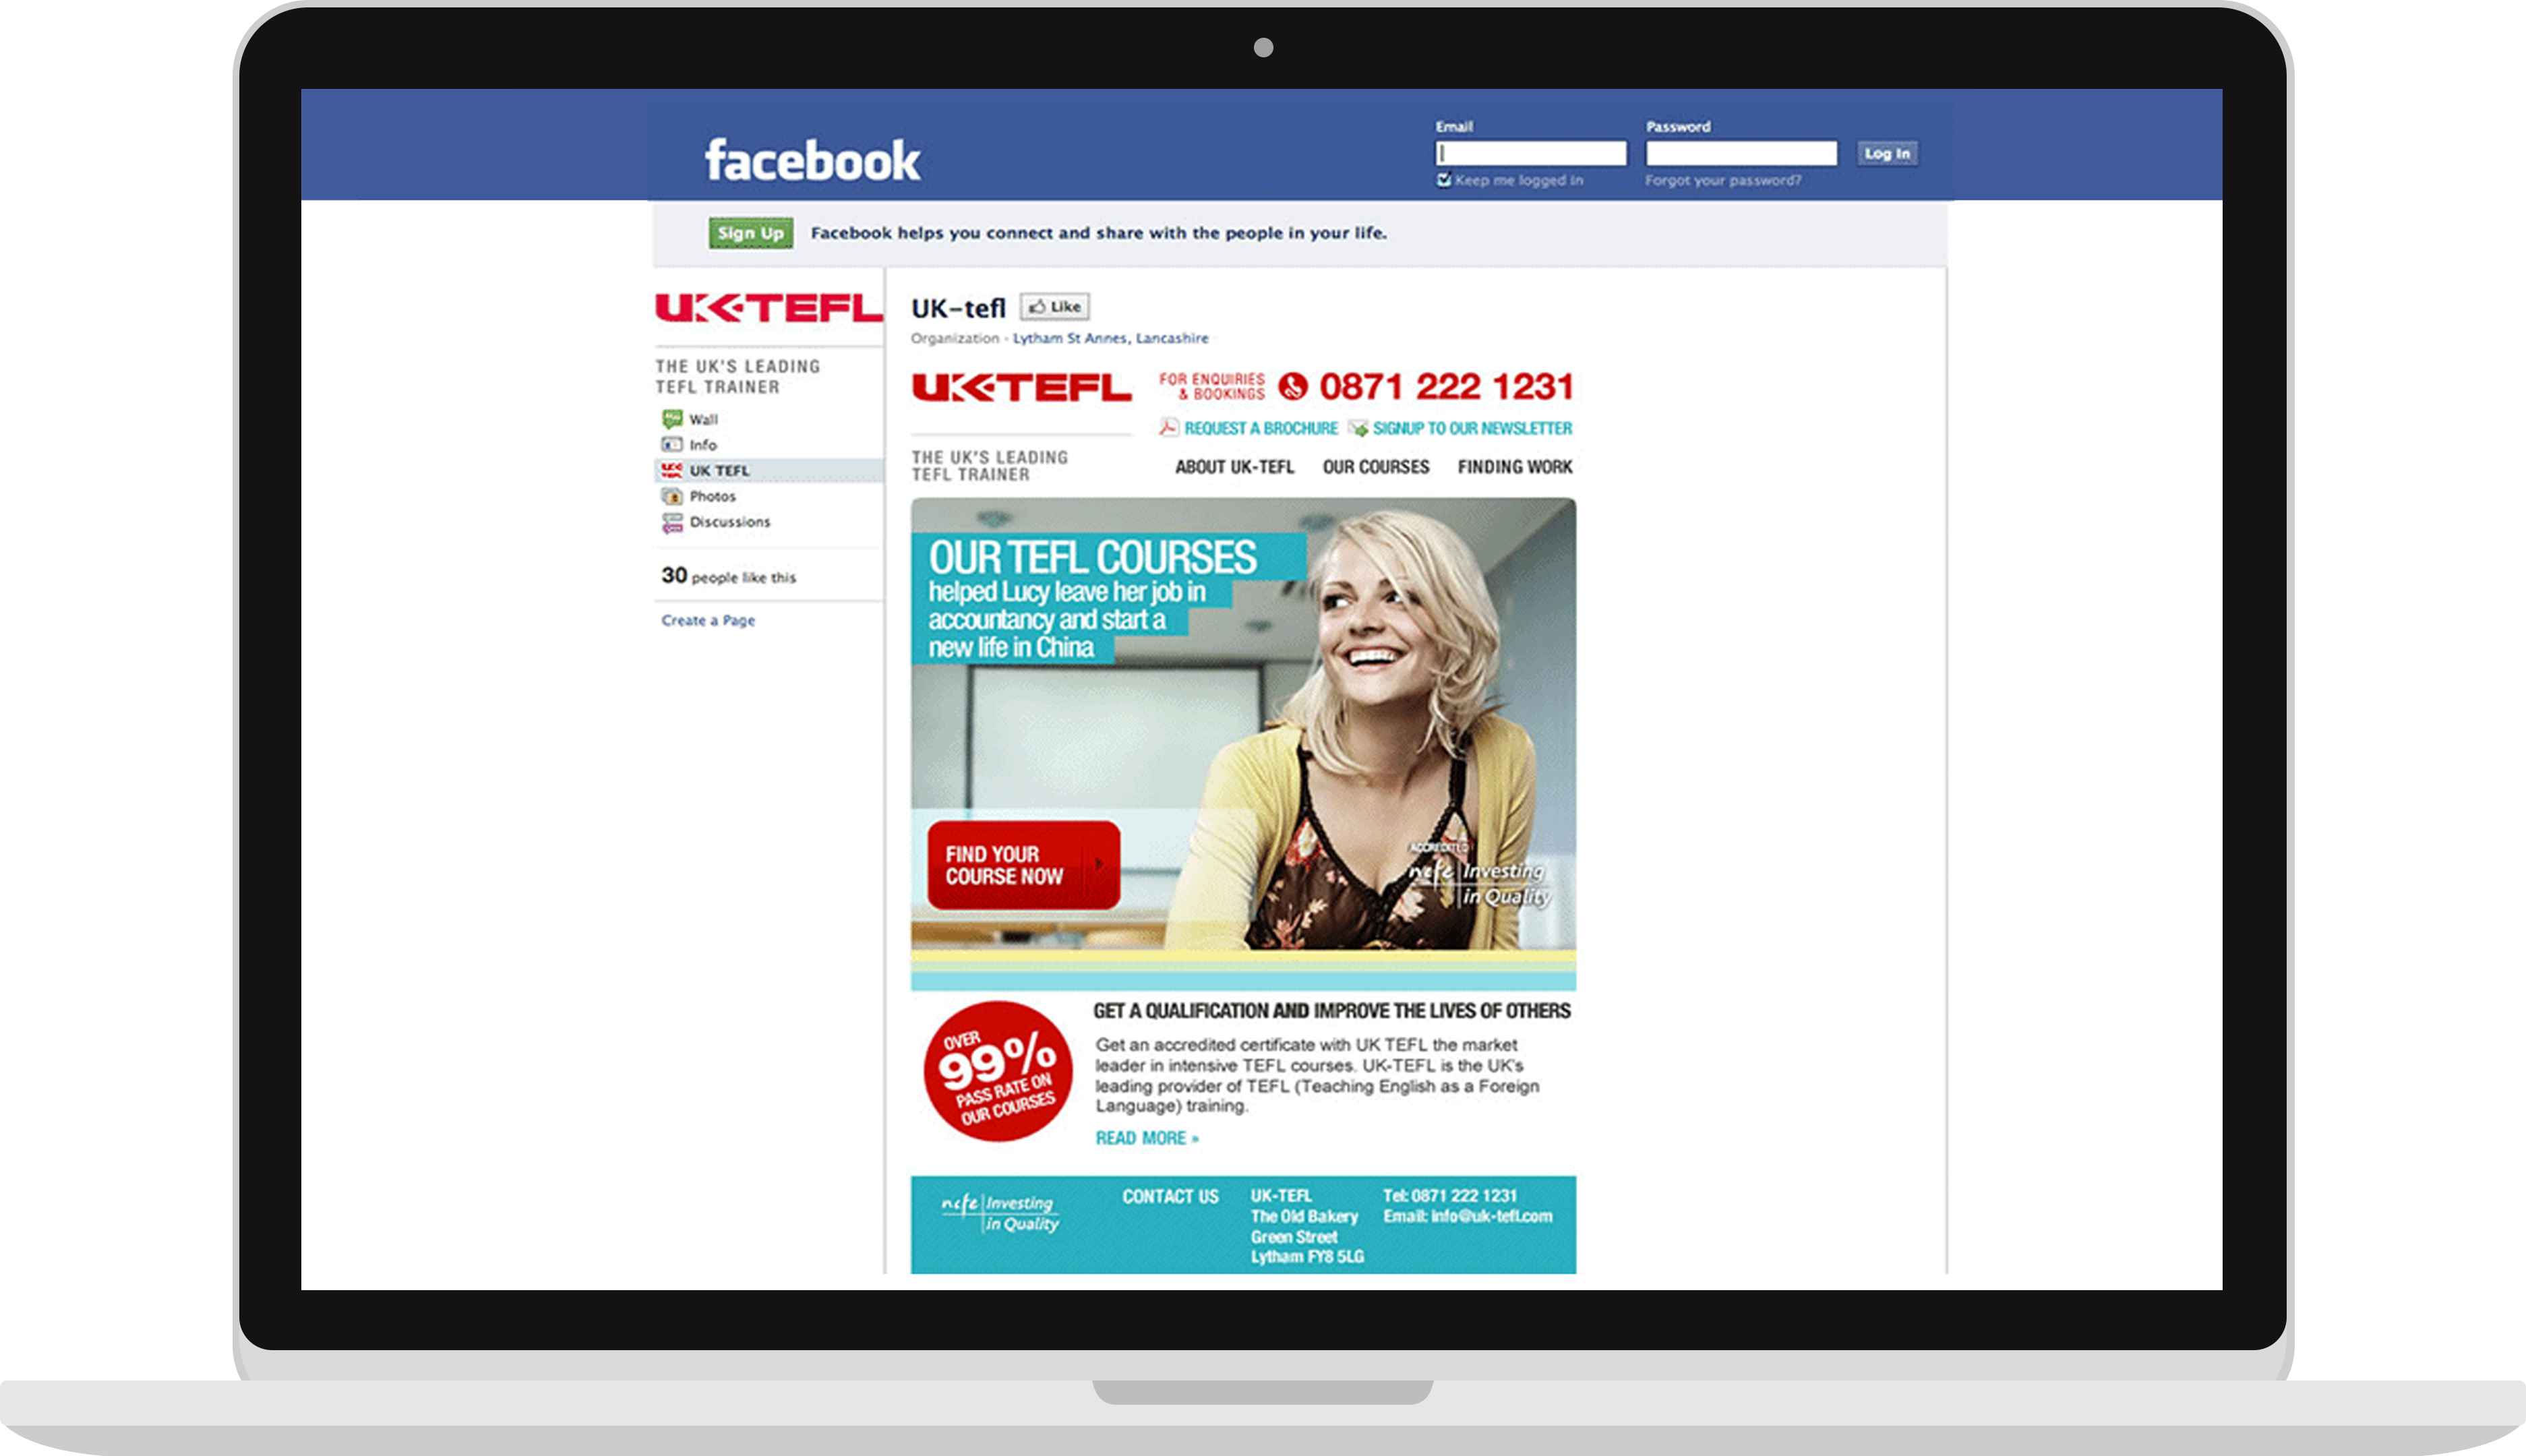 facebook
Email
Password
Log In
Keep me logged in
Forgot your password?
Sign Up
Facebook helps you connect and share with the people in your life.
UK TEFL
THE UK'S LEADING
TEFL TRAINER
Wall
Info
UK TEFL
Photos
Discussions
30 people like this
Create a Page
UK-tefl
Like
Organization - Lytham St Annes, Lancashire
UK TEFL
FOR ENQUIRIES
& BOOKINGS
0871 222 1231
REQUEST A BROCHURE
SIGNUP TO OUR NEWSLETTER
THE UK'S LEADING
TEFL TRAINER
ABOUT UK-TEFL
OUR COURSES
FINDING WORK
OUR TEFL COURSES
helped Lucy leave her job in
accountancy and start a
new life in China
FIND YOUR
COURSE NOW
ACCREDITED
ncfe Investing
in Quality
OVER
99%
PASS RATE ON
OUR COURSES
GET A QUALIFICATION AND IMPROVE THE LIVES OF OTHERS
Get an accredited certificate with UK TEFL the market
leader in intensive TEFL courses. UK-TEFL is the UK's
leading provider of TEFL (Teaching English as a Foreign
Language) training.
READ MORE »
ncfe Investing
in Quality
CONTACT US
UK-TEFL
The Old Bakery
Green Street
Lytham FY8 5LG
Tel: 0871 222 1231
Email: info@uk-tefl.com